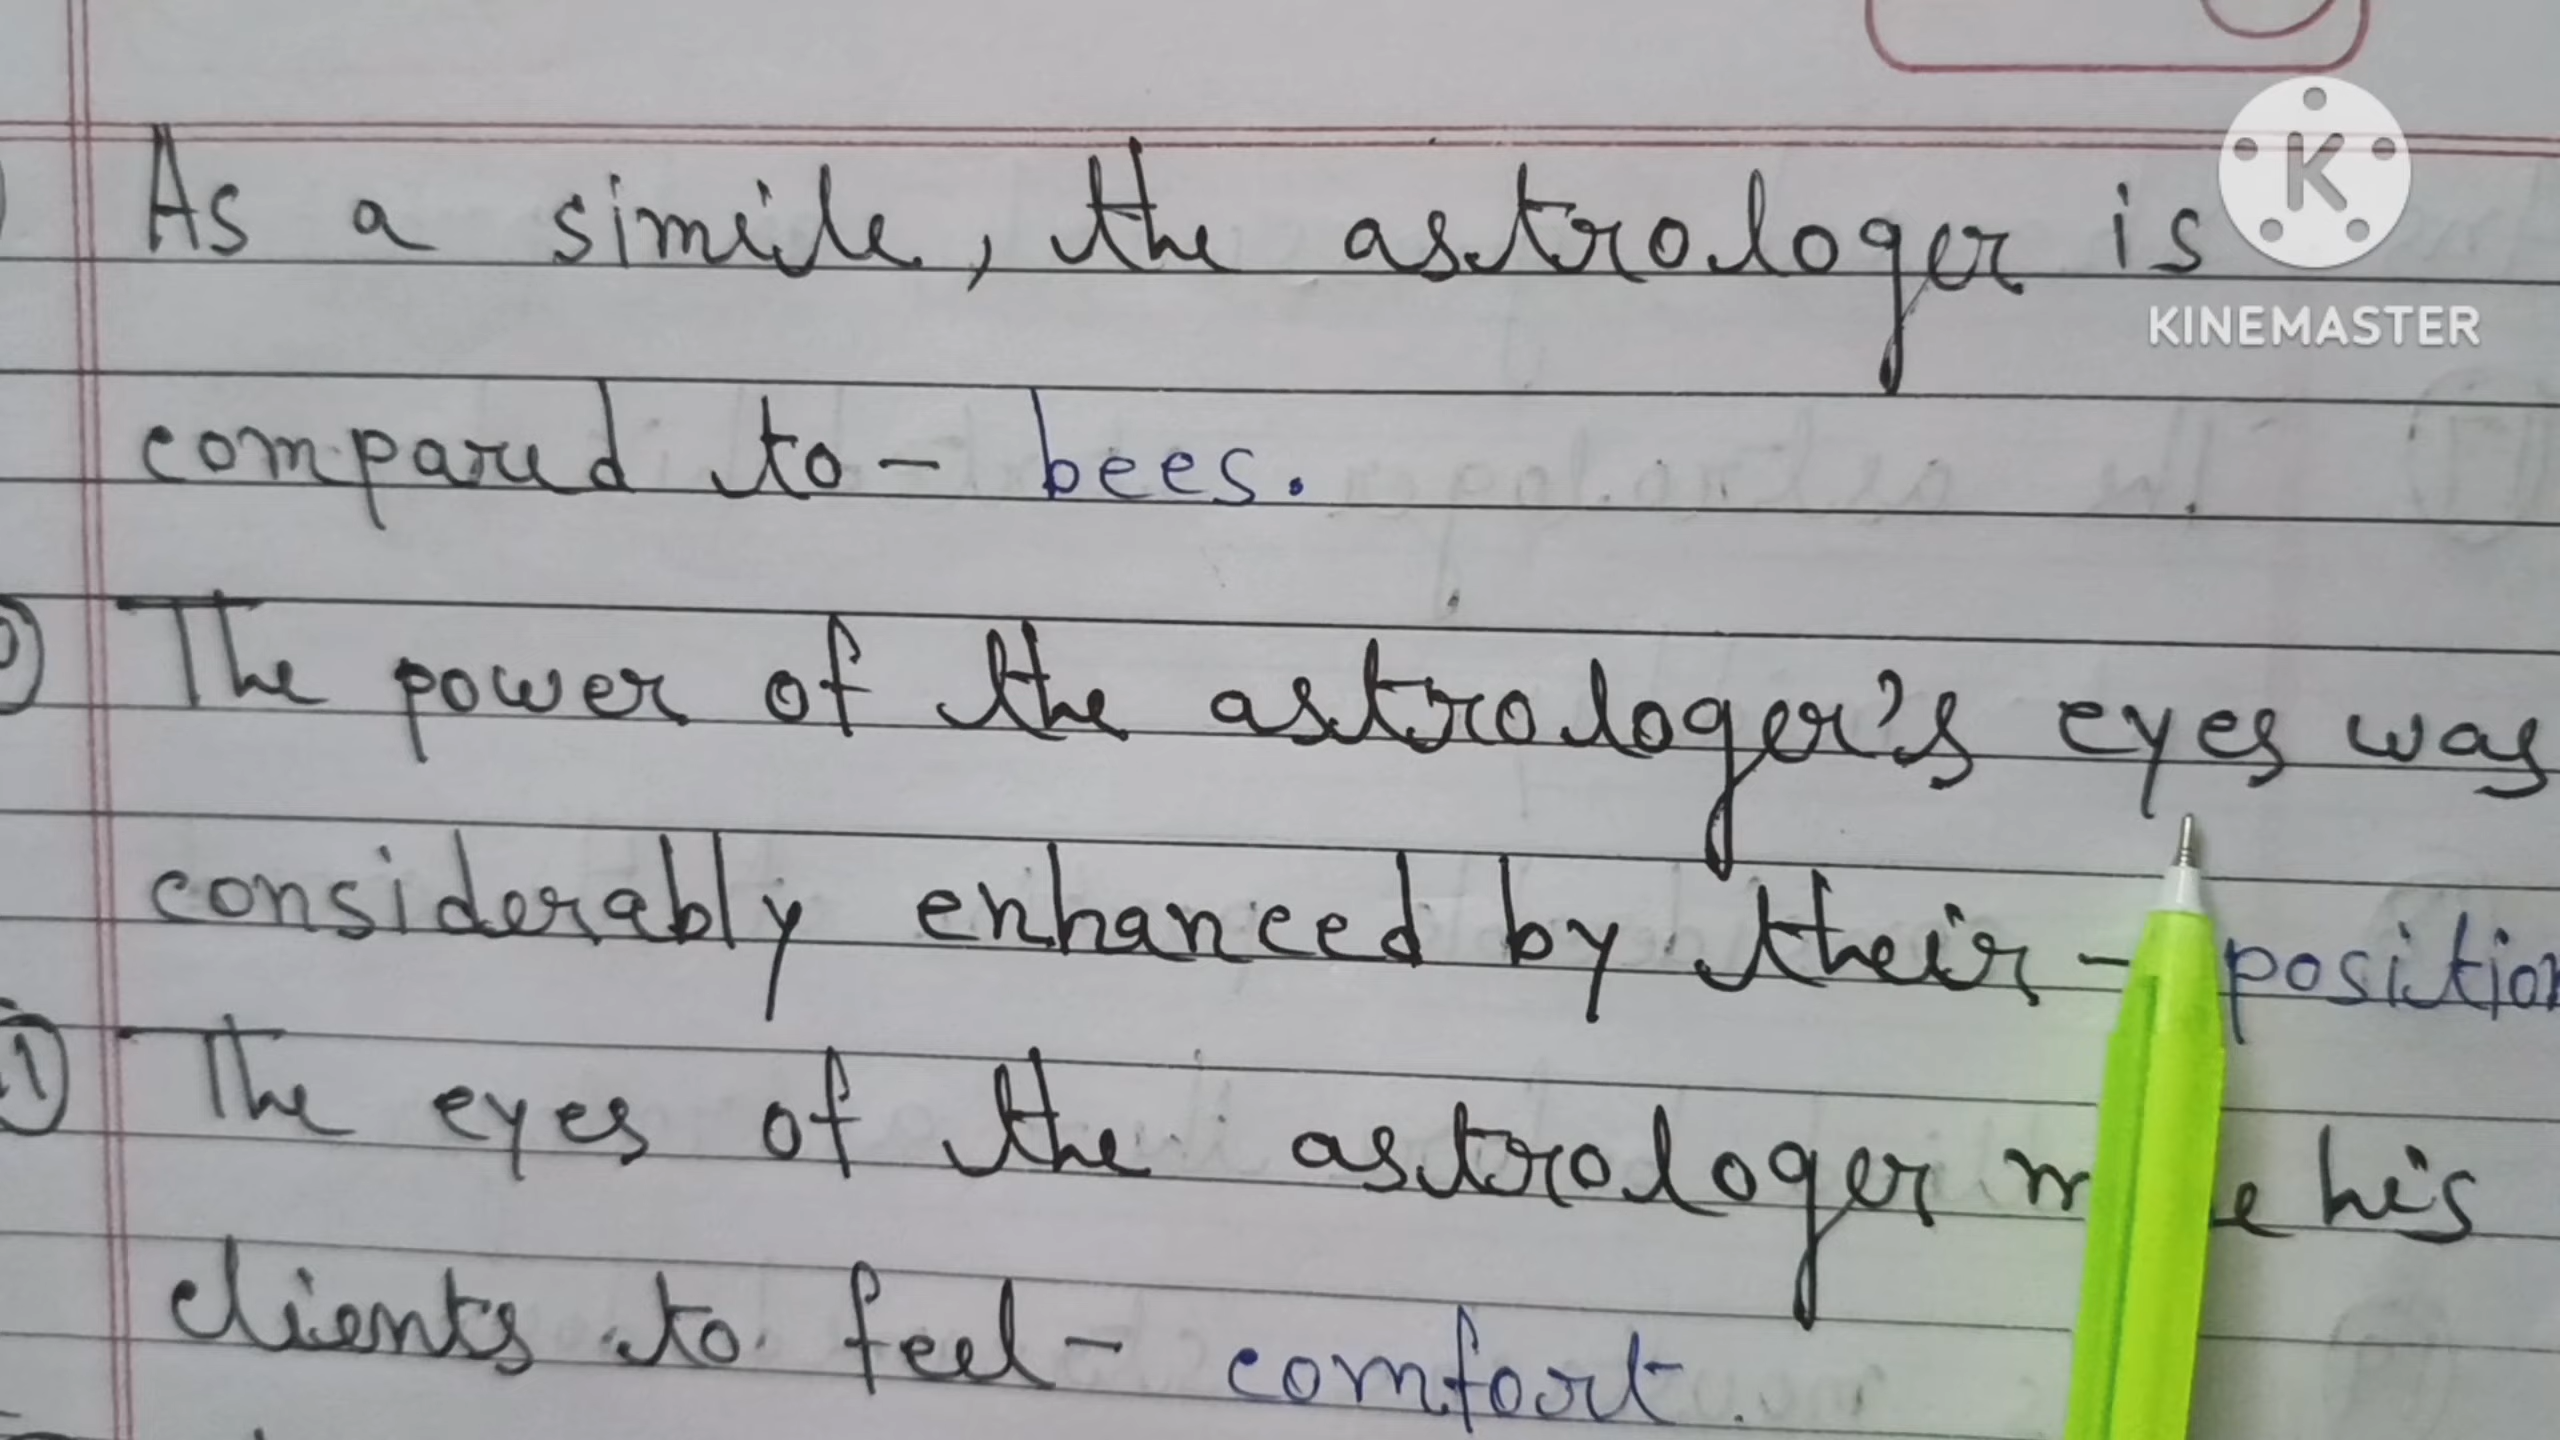 As a simile, the astrologer is
compared to - bees.
The power of the astrologer's eyes was
considerably enhanced by their - position
The eyes of the astrologer his
clients to feel - comfort.
K
KINEMASTER